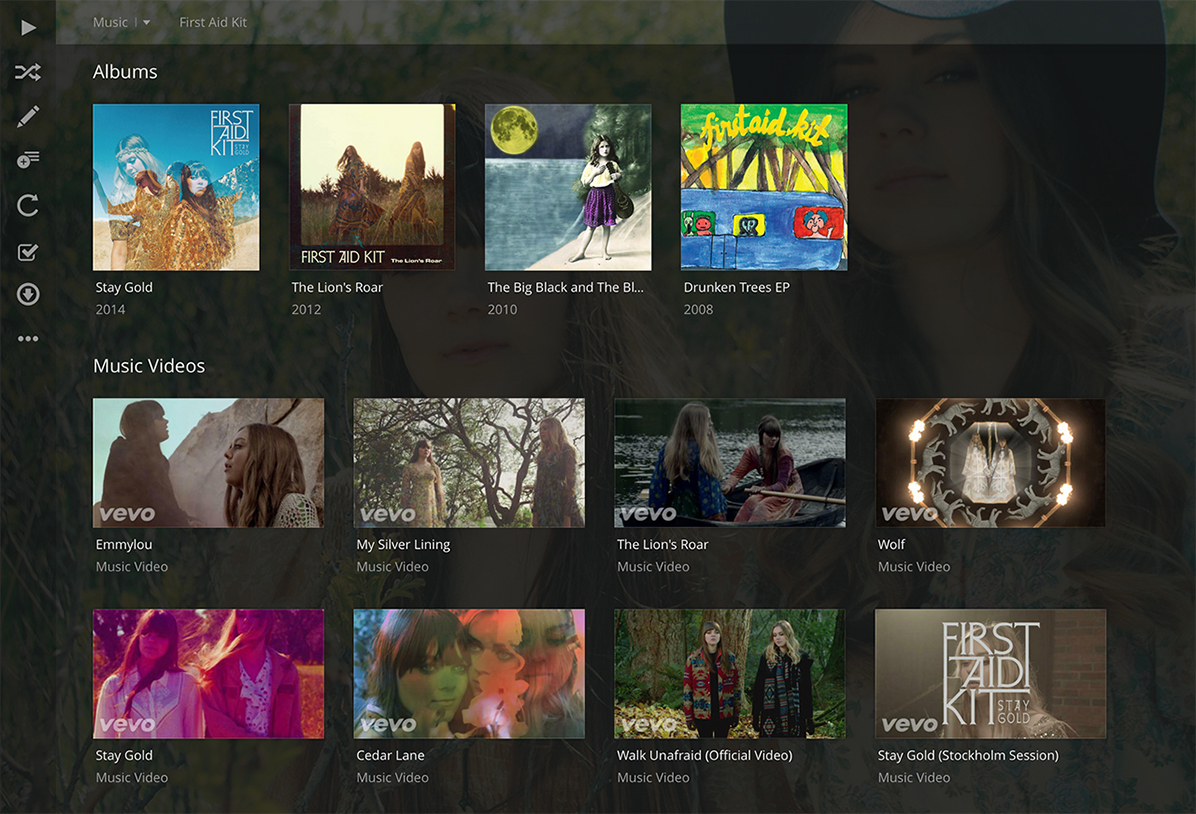 Music
First Aid Kit
Albums
FIRST
AID
KIT
STAY
GOLD
FIRST AID KIT
The Lion's Roar
first aid kit
Stay Gold
The Lion's Roar
The Big Black and The Bl...
Drunken Trees EP
2014
2012
2010
2008
Music Videos
vevo
vevo
vevo
vevo
Emmylou
My Silver Lining
The Lion's Roar
Wolf
Music Video
Music Video
Music Video
Music Video
FIRST
AID
KIT
STAY
GOLD
vevo
vevo
vevo
vevo
Stay Gold
Cedar Lane
Walk Unafraid (Official Video)
Stay Gold (Stockholm Session)
Music Video
Music Video
Music Video
Music Video